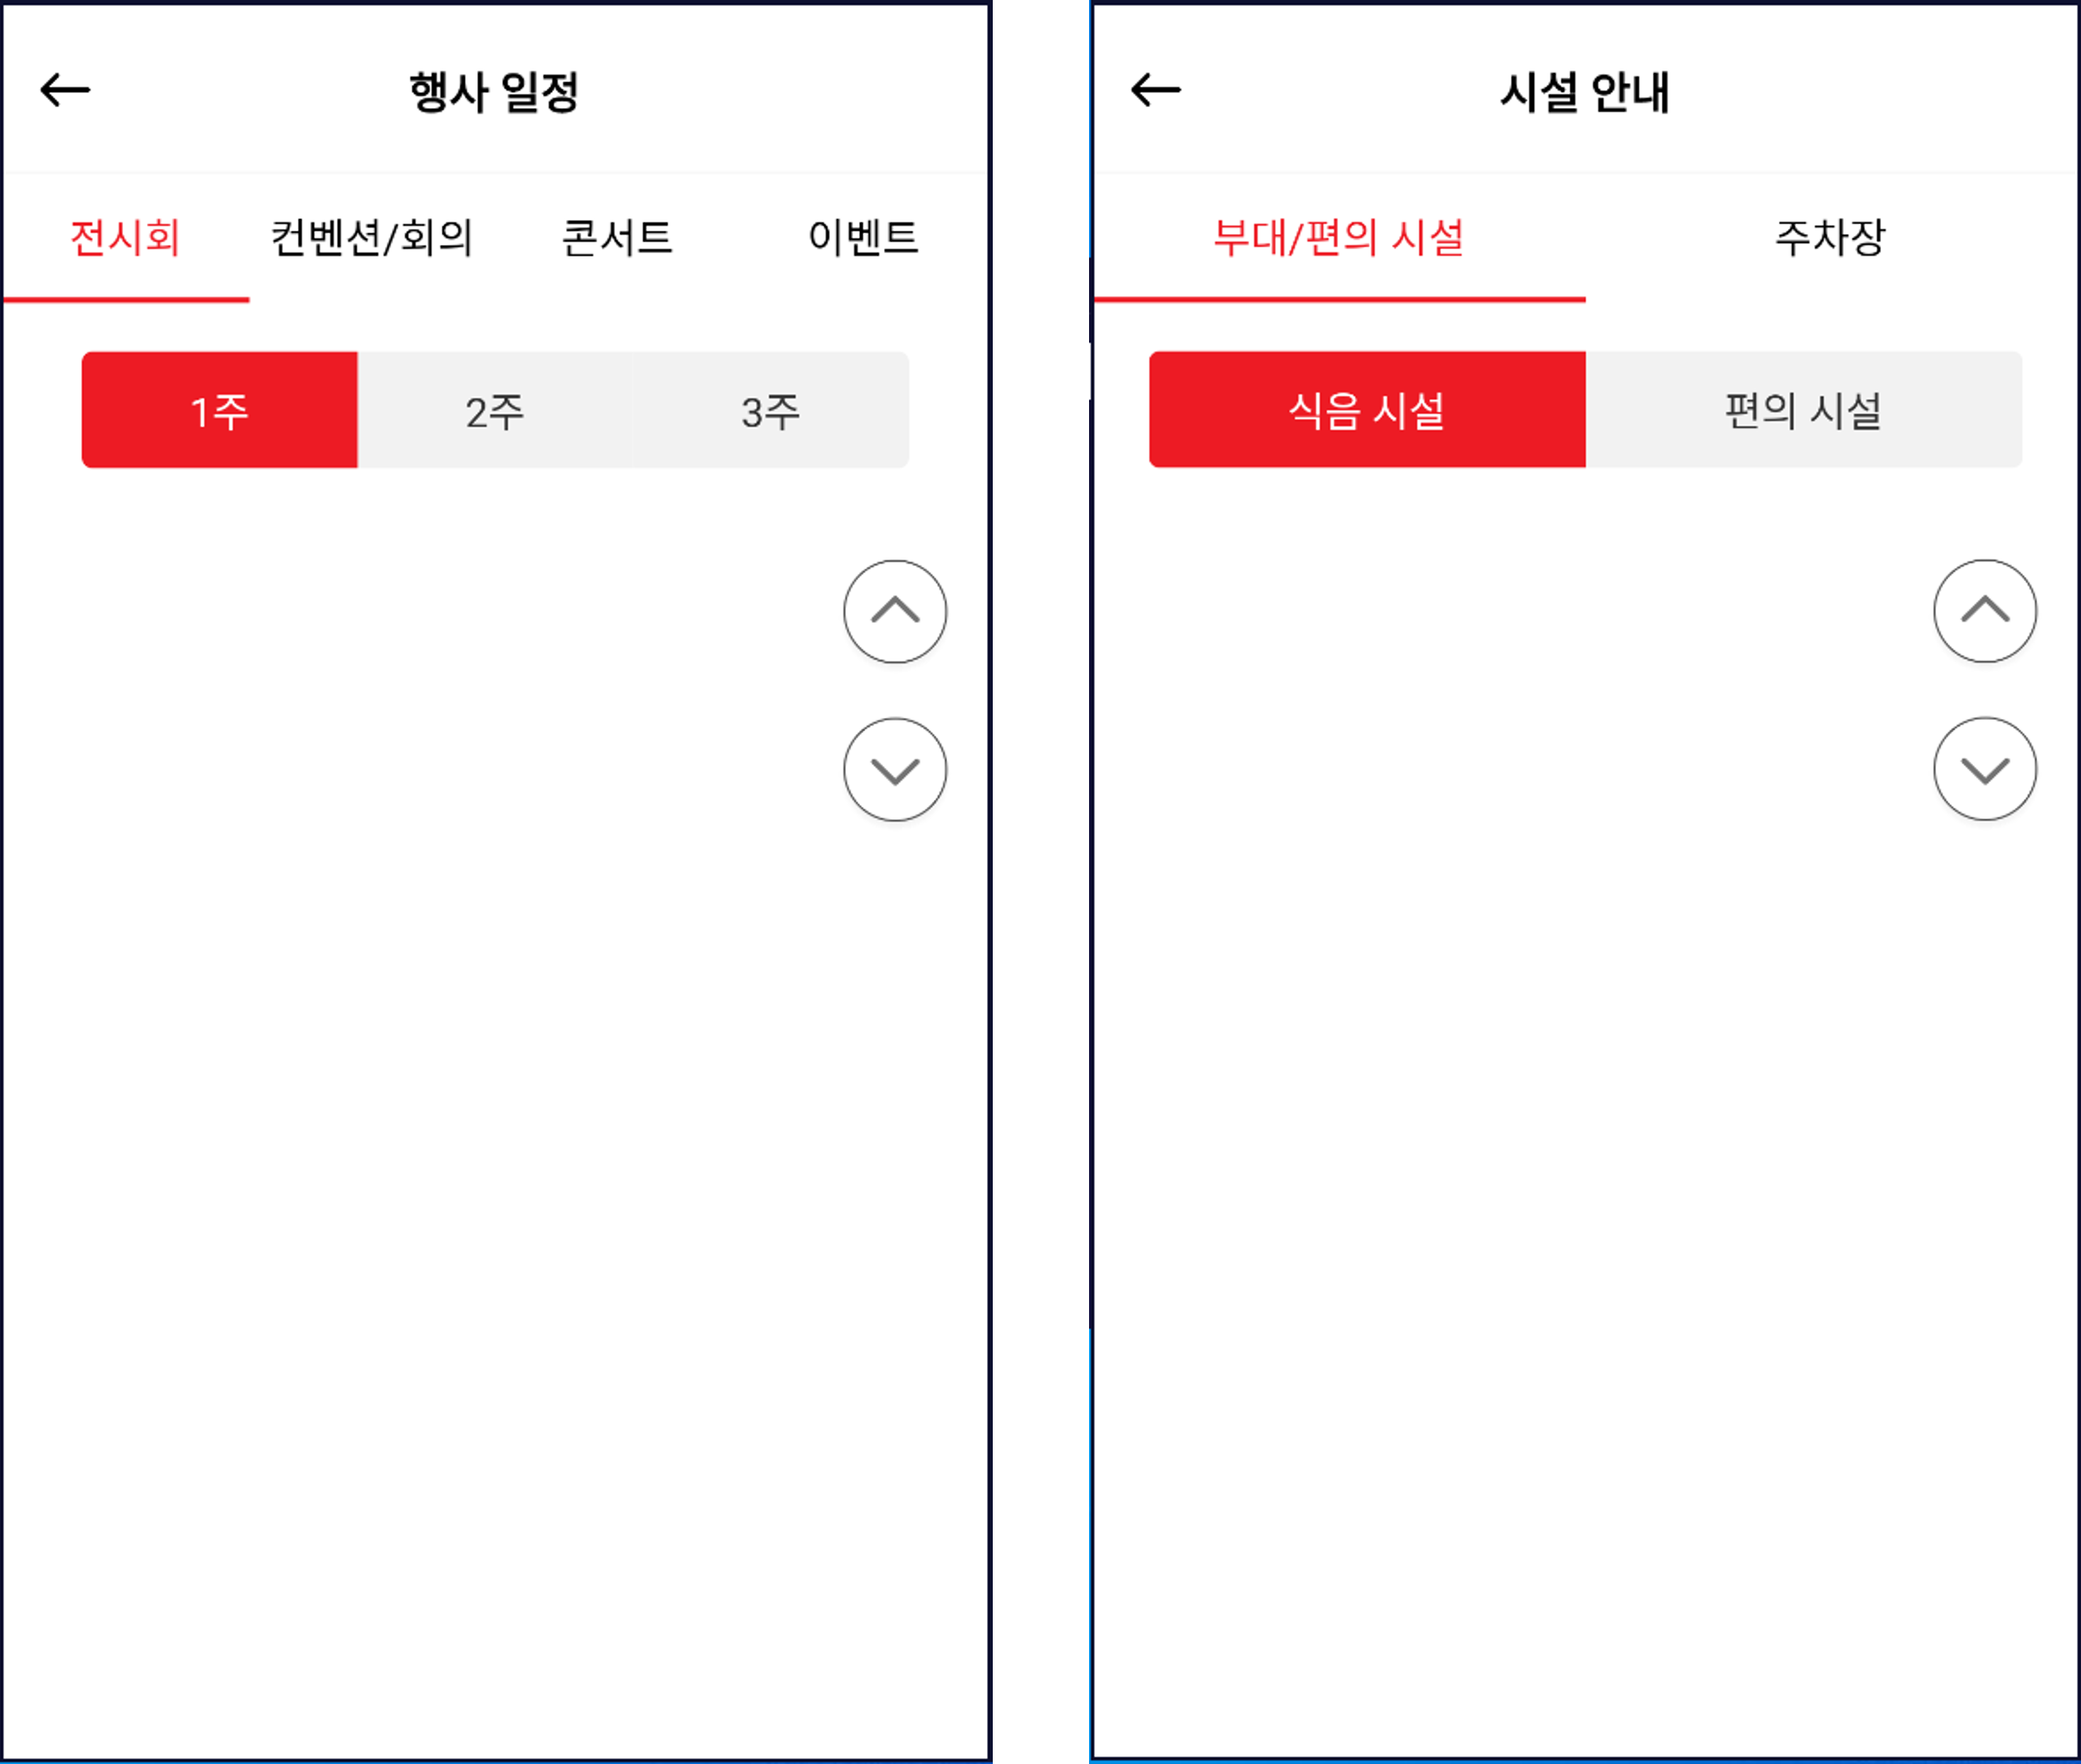 행사 일정
전시회 컨벤션/회의 콘서트 이벤트
1주 2주 3주
시설 안내
부대/편의 시설 주차장
식음 시설 편의 시설